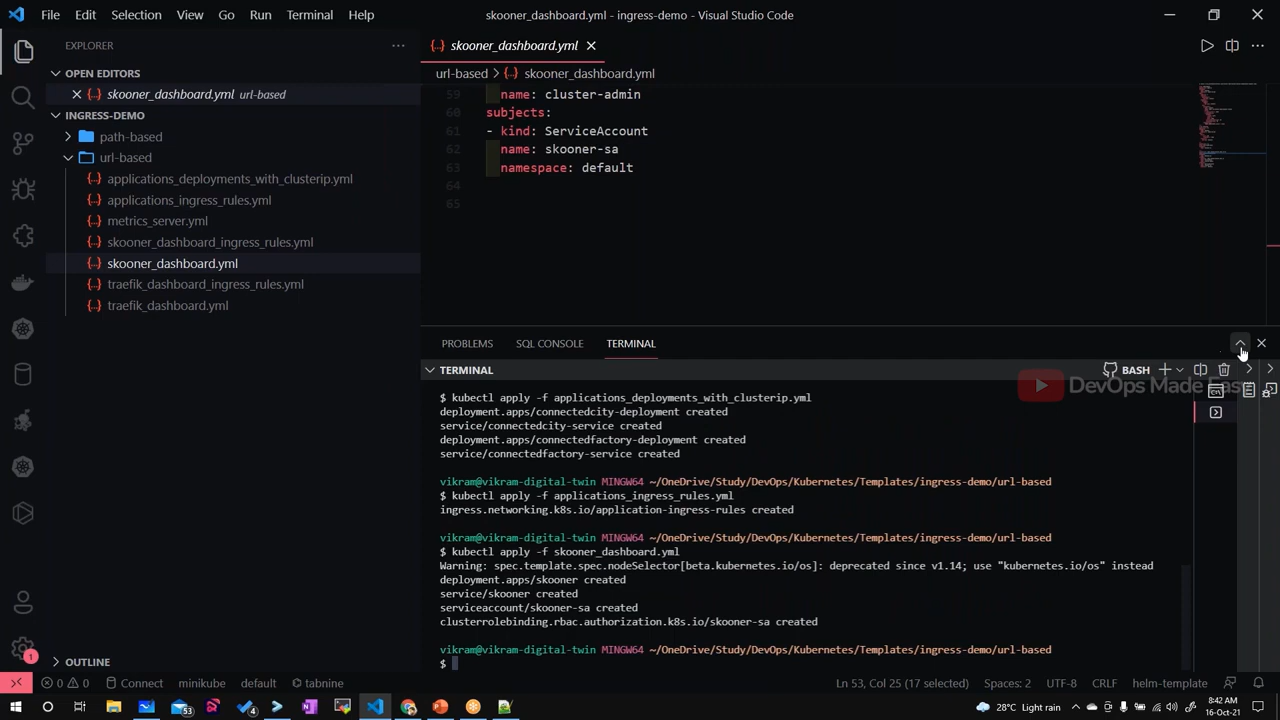 File Edit Selection View Go Run Terminal Help
skooner_dashboard.yml - ingress-demo - Visual Studio Code
EXPLORER
OPEN EDITORS
skooner_dashboard.yml url-based
INGRESS-DEMO
path-based
url-based
applications_deployments_with_clusterip.yml
applications_ingress_rules.yml
metrics_server.yml
skooner_dashboard_ingress_rules.yml
skooner_dashboard.yml
traefik_dashboard_ingress_rules.yml
traefik_dashboard.yml
OUTLINE
skooner_dashboard.yml
url-based > skooner_dashboard.yml
59 name: cluster-admin
60 subjects:
61 - kind: ServiceAccount
62 name: skooner-sa
63 namespace: default
64
65
PROBLEMS SQL CONSOLE TERMINAL
TERMINAL
BASH
DevOps Made Eas
$ kubectl apply -f applications_deployments_with_clusterip.yml
deployment.apps/connectedcity-deployment created
service/connectedcity-service created
deployment.apps/connectedfactory-deployment created
service/connectedfactory-service created
vikram@vikram-digital-twin MINGW64 ~/OneDrive/Study/DevOps/Kubernetes/Templates/ingress-demo/url-based
$ kubectl apply -f applications_ingress_rules.yml
ingress.networking.k8s.io/application-ingress-rules created
vikram@vikram-digital-twin MINGW64 ~/OneDrive/Study/DevOps/Kubernetes/Templates/ingress-demo/url-based
$ kubectl apply -f skooner_dashboard.yml
Warning: spec.template.spec.nodeSelector[beta.kubernetes.io/os]: deprecated since v1.14; use "kubernetes.io/os" instead
deployment.apps/skooner created
service/skooner created
serviceaccount/skooner-sa created
clusterrolebinding.rbac.authorization.k8s.io/skooner-sa created
vikram@vikram-digital-twin MINGW64 ~/OneDrive/Study/DevOps/Kubernetes/Templates/ingress-demo/url-based
$
1
0 0 Connect minikube default tabnine
Ln 53, Col 25 (17 selected) Spaces: 2 UTF-8 CRLF helm-template
53
28°C Light rain
ENG
8:42 AM
16-Oct-21